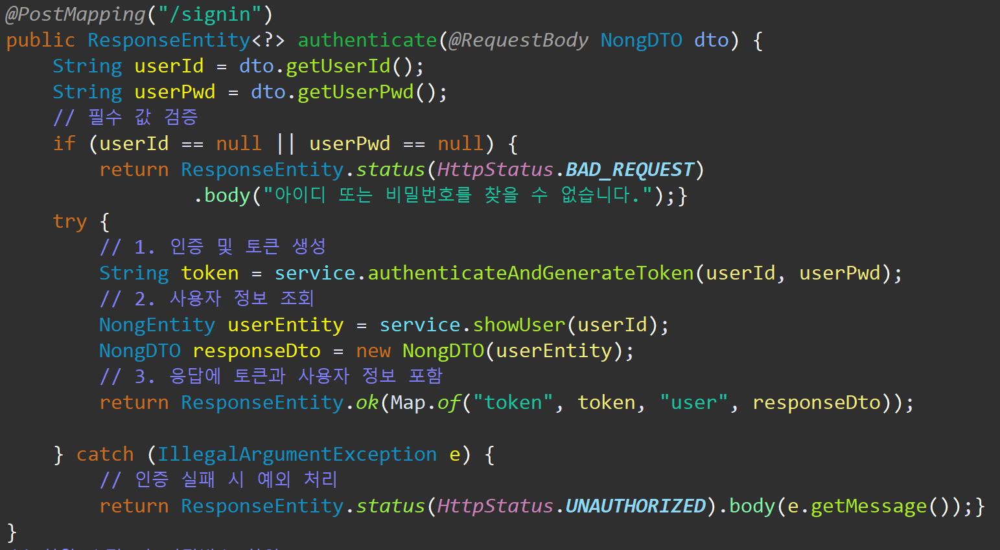 @PostMapping("/signin")
public ResponseEntity<?> authenticate(@RequestBody NongDTO dto) {
    String userId = dto.getUserId();
    String userPwd = dto.getUserPwd();
    // 필수 값 검증
    if (userId == null || userPwd == null) {
        return ResponseEntity.status(HttpStatus.BAD_REQUEST)
                .body("아이디 또는 비밀번호를 찾을 수 없습니다.");}
    try {
        // 1. 인증 및 토큰 생성
        String token = service.authenticateAndGenerateToken(userId, userPwd);
        // 2. 사용자 정보 조회
        NongEntity userEntity = service.showUser(userId);
        NongDTO responseDto = new NongDTO(userEntity);
        // 3. 응답에 토큰과 사용자 정보 포함
        return ResponseEntity.ok(Map.of("token", token, "user", responseDto));
    } catch (IllegalArgumentException e) {
        // 인증 실패 시 예외 처리
        return ResponseEntity.status(HttpStatus.UNAUTHORIZED).body(e.getMessage());}
}